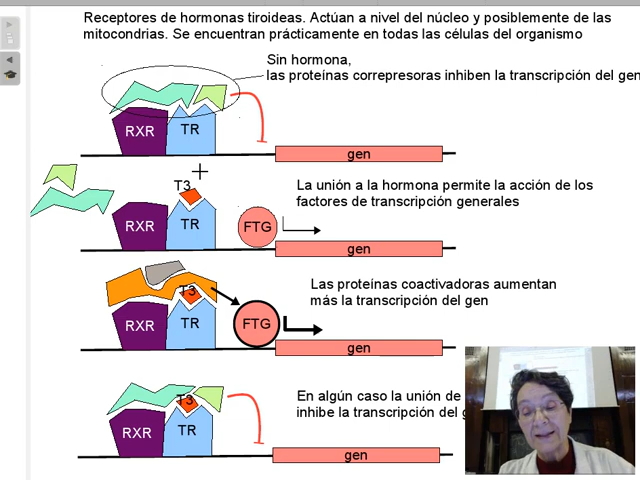 Receptores de hormonas tiroideas. Actúan a nivel del núcleo y posiblemente de las
mitocondrias. Se encuentran prácticamente en todas las células del organismo
Sin hormona,
las proteínas correpresoras inhiben la transcripción del gen
RXR
TR
gen
T3
La unión a la hormona permite la acción de los
factores de transcripción generales
RXR
TR
FTG
gen
Las proteínas coactivadoras aumentan
más la transcripción del gen
T3
RXR
TR
FTG
gen
En algún caso la unión de
inhibe la transcripción del
T3
RXR
TR
gen